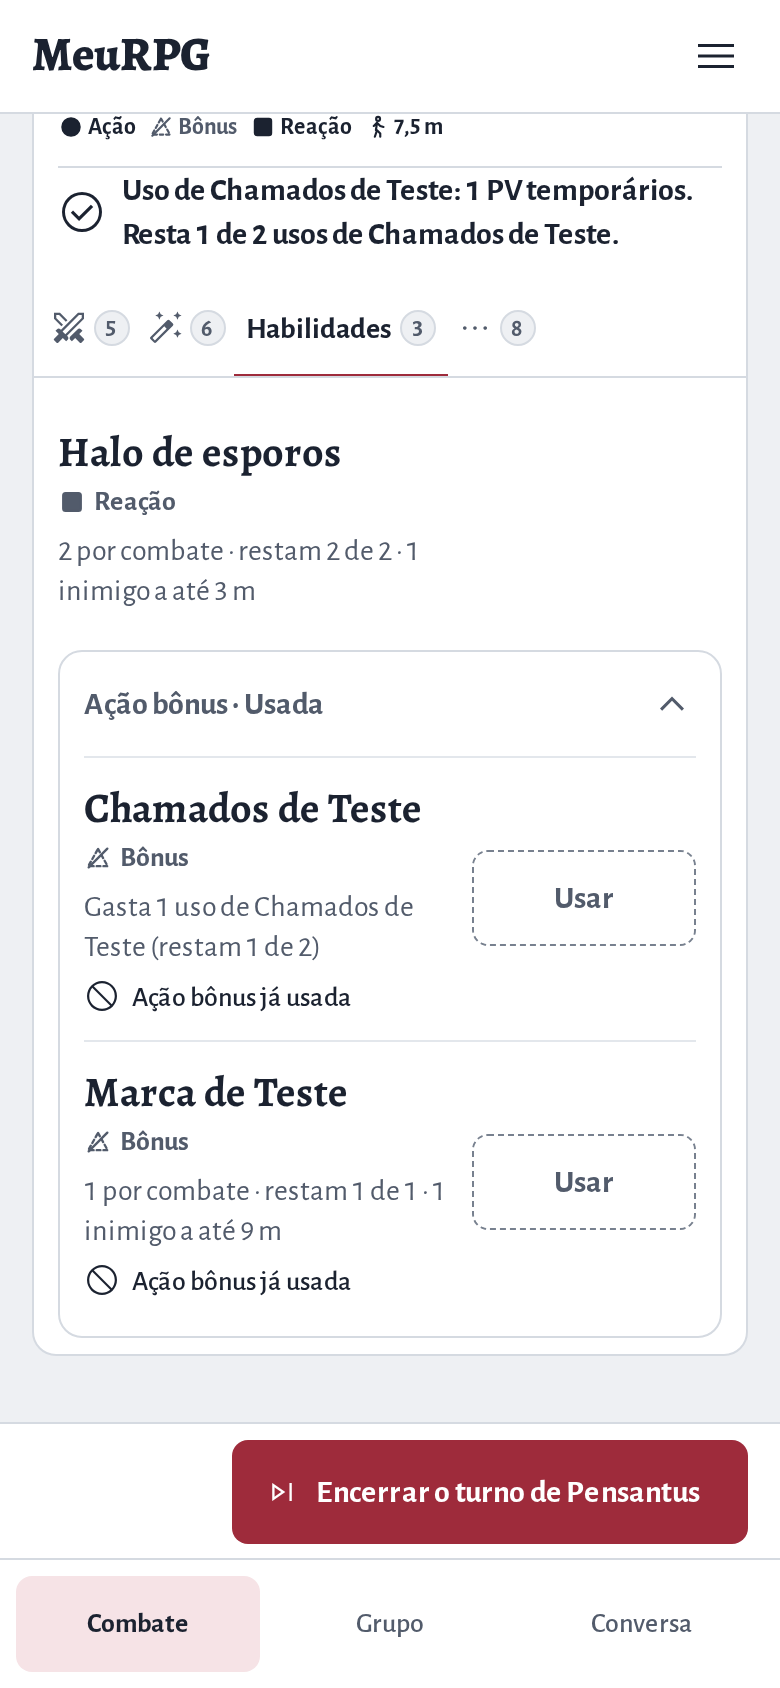 MeuRPG
Ação Bônus Reação 7,5 m
Uso de Chamados de Teste: 1 PV temporários.
Resta 1 de 2 usos de Chamados de Teste.
5 6 Habilidades 3 ··· 8
Halo de esporos
Reação
2 por combate · restam 2 de 2 · 1
inimigo a até 3 m
Ação bônus · Usada
Chamados de Teste
Bônus
Gasta 1 uso de Chamados de
Teste (restam 1 de 2)
Usar
Ação bônus já usada
Marca de Teste
Bônus
1 por combate · restam 1 de 1 · 1
inimigo a até 9 m
Usar
Ação bônus já usada
Encerrar o turno de Pensantus
Combate Grupo Conversa